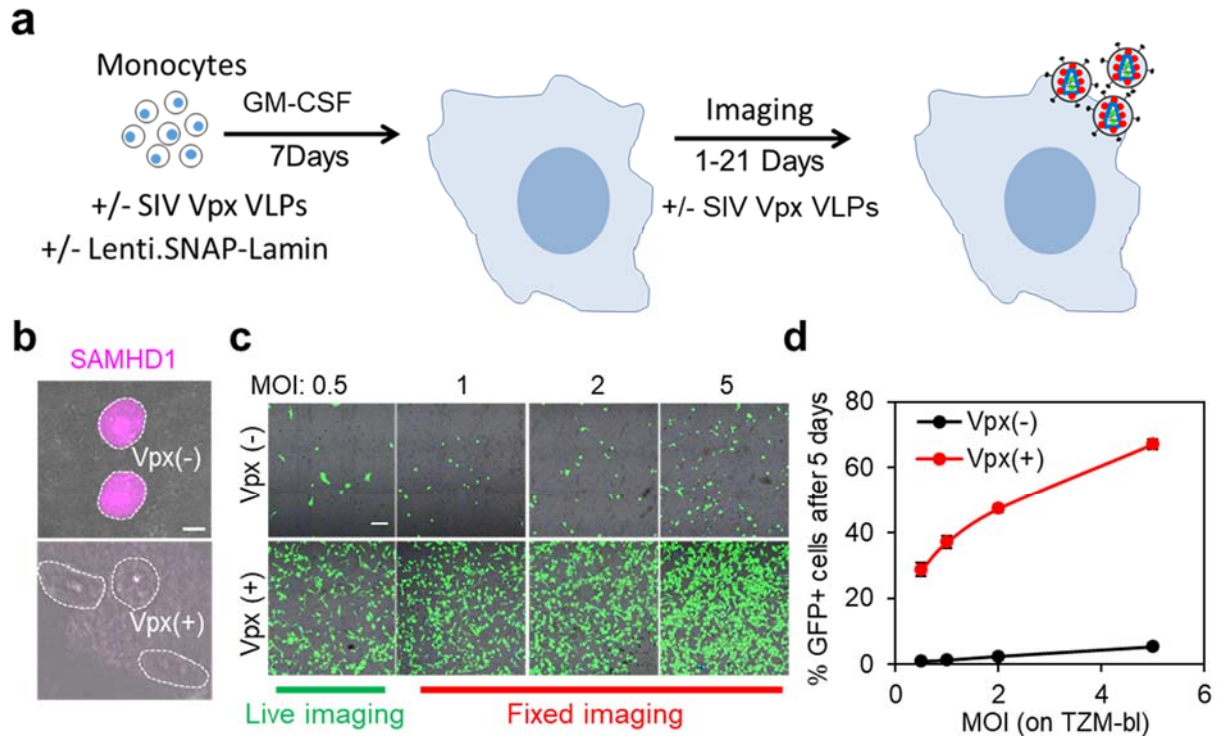 a
Monocytes
GM-CSF
7Days
+/- SIV Vpx VLPs
+/- Lenti.SNAP-Lamin
Imaging
1-21 Days
+/- SIV Vpx VLPs
b
SAMHD1
Vpx(-)
Vpx(+)
c
MOI: 0.5 1 2 5
Vpx (-)
Vpx (+)
Live imaging
Fixed imaging
d
% GFP+ cells after 5 days
80
60
40
20
0
Vpx(-)
Vpx(+)
0 2 4 6
MOI (on TZM-bl)